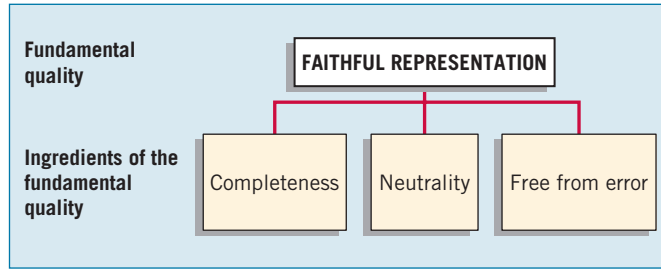 Fundamental
quality
FAITHFUL REPRESENTATION
Ingredients of the
fundamental
quality
Completeness
Neutrality
Free from error